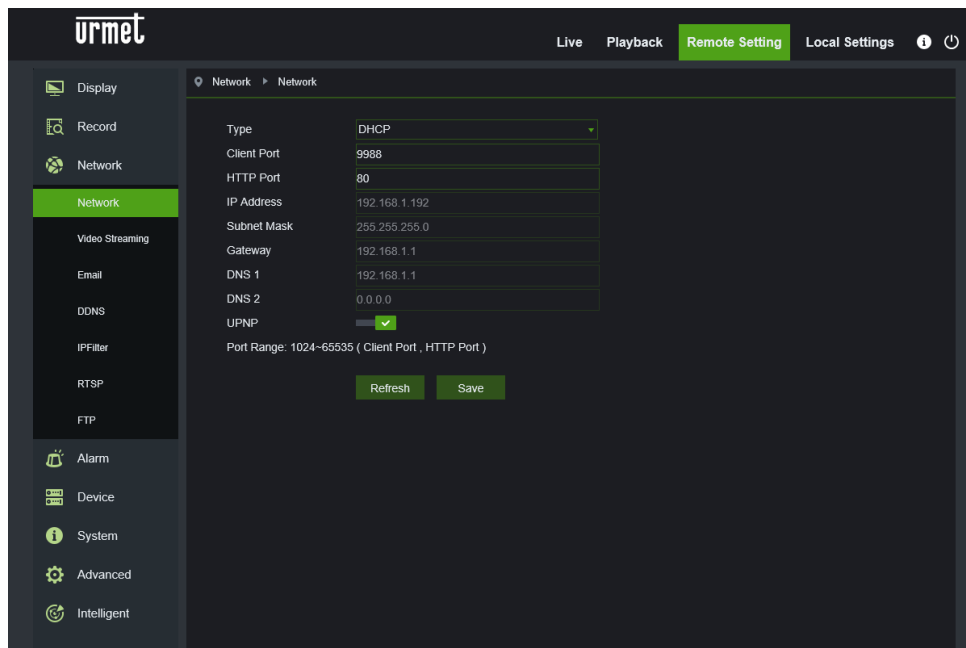 urmet
Live Playback Remote Setting Local Settings
Display
Record
Network
Network
Video Streaming
Email
DDNS
IPFilter
RTSP
FTP
Alarm
Device
System
Advanced
Intelligent
Network Network
Type DHCP
Client Port 9988
HTTP Port 80
IP Address 192.168.1.192
Subnet Mask 255.255.255.0
Gateway 192.168.1.1
DNS 1 192.168.1.1
DNS 2 0.0.0.0
UPNP
Port Range: 1024~65535 ( Client Port , HTTP Port )
Refresh Save